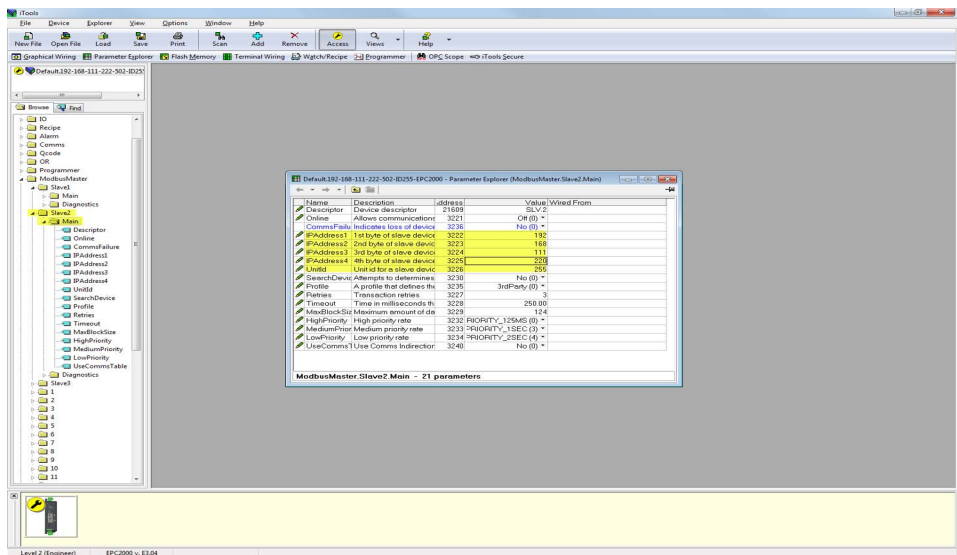 iTools
File Device Explorer View Options Window Help
New File Open File Load Save Print Scan Add Remove Access Views Help
Graphical Wiring Parameter Explorer Flash Memory Terminal Wiring Watch/Recipe Programmer OPC Scope iTools Secure
Default.192-168-111-222-502-ID25
Browse Find
IO
Recipe
Alarm
Comms
Qcode
OR
Programmer
ModbusMaster
Slave1
Main
Diagnostics
Slave2
Main
Descriptor
Online
CommsFailure
IPAddress1
IPAddress2
IPAddress3
IPAddress4
UnitId
SearchDevice
Profile
Retries
Timeout
MaxBlockSize
HighPriority
MediumPriority
LowPriority
UseCommsTable
Diagnostics
Slave3
1
2
3
4
5
6
7
8
9
10
11
Default.192-168-111-222-502-ID255-EPC2000 - Parameter Explorer (ModbusMaster.Slave2.Main)
Name Description ddress Value Wired From
Descriptor Device descriptor 21609 SLV.2
Online Allows communications 3221 Off (0)
CommsFailu Indicates loss of device 3236 No (0)
IPAddress1 1st byte of slave device 3222 192
IPAddress2 2nd byte of slave device 3223 168
IPAddress3 3rd byte of slave device 3224 111
IPAddress4 4th byte of slave device 3225 220
UnitId Unit id for a slave devic 3226 255
SearchDevic Attempts to determines 3230 No (0)
Profile A profile that defines the 3235 3rdParty (0)
Retries Transaction retries 3227 3
Timeout Time in milliseconds th 3228 250.00
MaxBlockSiz Maximum amount of da 3229 124
HighPriority High priority rate 3232 RIORITY_125MS (0)
MediumPrior Medium priority rate 3233 PRIORITY_1SEC (3)
LowPriority Low priority rate 3234 PRIORITY_2SEC (4)
UseCommsT Use Comms Indirection 3240 No (0)
ModbusMaster.Slave2.Main - 21 parameters
Level 2 (Engineer) EPC2000 v. E3.04